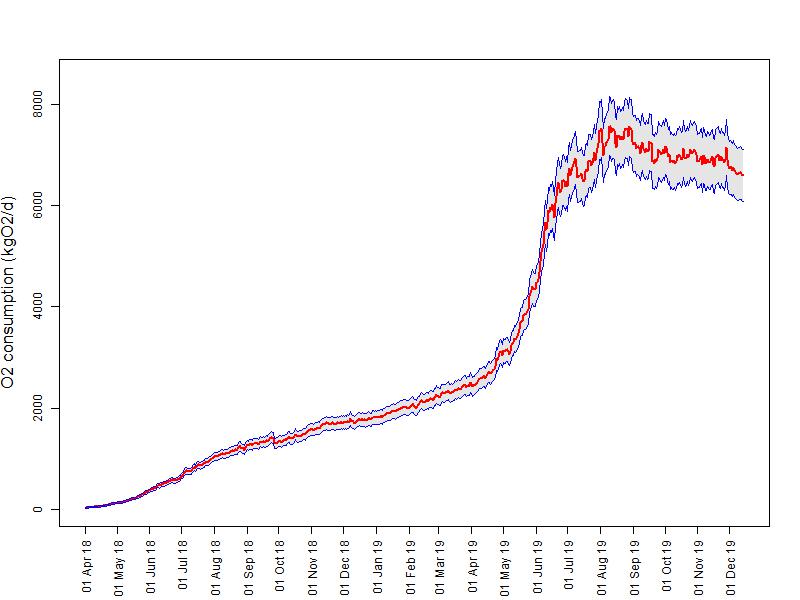 O2 consumption (kgO2/d)
8000
6000
4000
2000
0
01 Apr 18
01 May 18
01 Jun 18
01 Jul 18
01 Aug 18
01 Sep 18
01 Oct 18
01 Nov 18
01 Dec 18
01 Jan 19
01 Feb 19
01 Mar 19
01 Apr 19
01 May 19
01 Jun 19
01 Jul 19
01 Aug 19
01 Sep 19
01 Oct 19
01 Nov 19
01 Dec 19